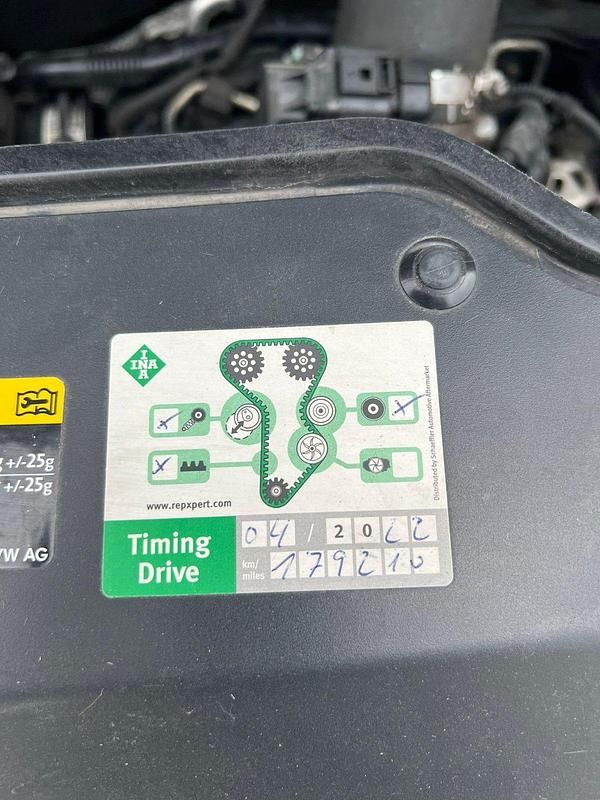 I
INA
A
www.repxpert.com
Distributed by Schaeffler Automotive Aftermarket
Timing
Drive
04 / 2022
km/
miles
179210
+/-25g
+/-25g
VW AG